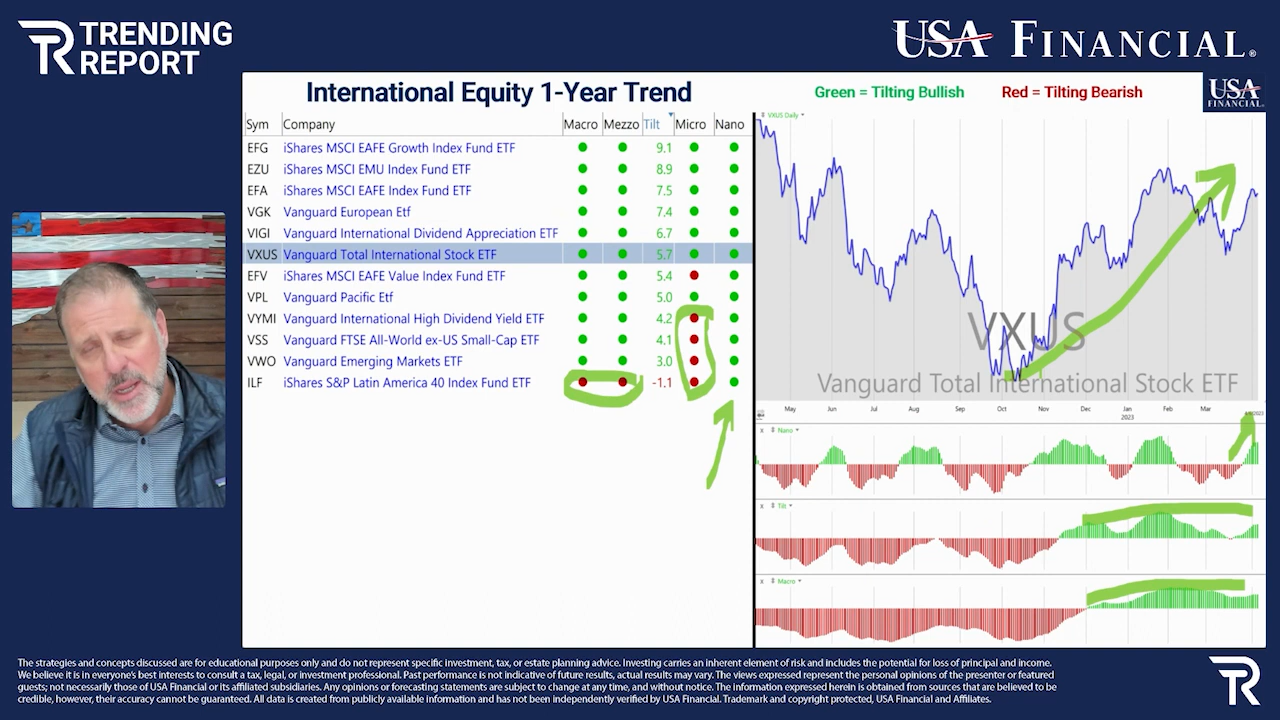 TRENDING
REPORT
USA FINANCIAL®
International Equity 1-Year Trend
Green = Tilting Bullish
Red = Tilting Bearish
USA
FINANCIAL
Sym Company Macro Mezzo Tilt Micro Nano
EFG iShares MSCI EAFE Growth Index Fund ETF 9.1
EZU iShares MSCI EMU Index Fund ETF 8.9
EFA iShares MSCI EAFE Index Fund ETF 7.5
VGK Vanguard European Etf 7.4
VIGI Vanguard International Dividend Appreciation ETF 6.7
VXUS Vanguard Total International Stock ETF 5.7
EFV iShares MSCI EAFE Value Index Fund ETF 5.4
VPL Vanguard Pacific Etf 5.0
VYMI Vanguard International High Dividend Yield ETF 4.2
VSS Vanguard FTSE All-World ex-US Small-Cap ETF 4.1
VWO Vanguard Emerging Markets ETF 3.0
ILF iShares S&P Latin America 40 Index Fund ETF -1.1
VXUS Daily
VXUS
Vanguard Total International Stock ETF
May Jun Jul Aug Sep Oct Nov Dec Jan Feb Mar
2023
x Nano
x Tilt
x Macro
The strategies and concepts discussed are for educational purposes only and do not represent specific investment, tax, or estate planning advice. Investing carries an inherent element of risk and includes the potential for loss of principal and income.
We believe it is in everyone's best interests to consult a tax, legal, or investment professional. Past performance is not indicative of future results, actual results may vary. The views expressed represent the personal opinions of the presenter or featured
guests; not necessarily those of USA Financial or its affiliated subsidiaries. Any opinions or forecasting statements are subject to change at any time, and without notice. The information expressed herein is obtained from sources that are believed to be
credible, however, their accuracy cannot be guaranteed. All data is created from publicly available information and has not been independently verified by USA Financial. Trademark and copyright protected, USA Financial and Affiliates.